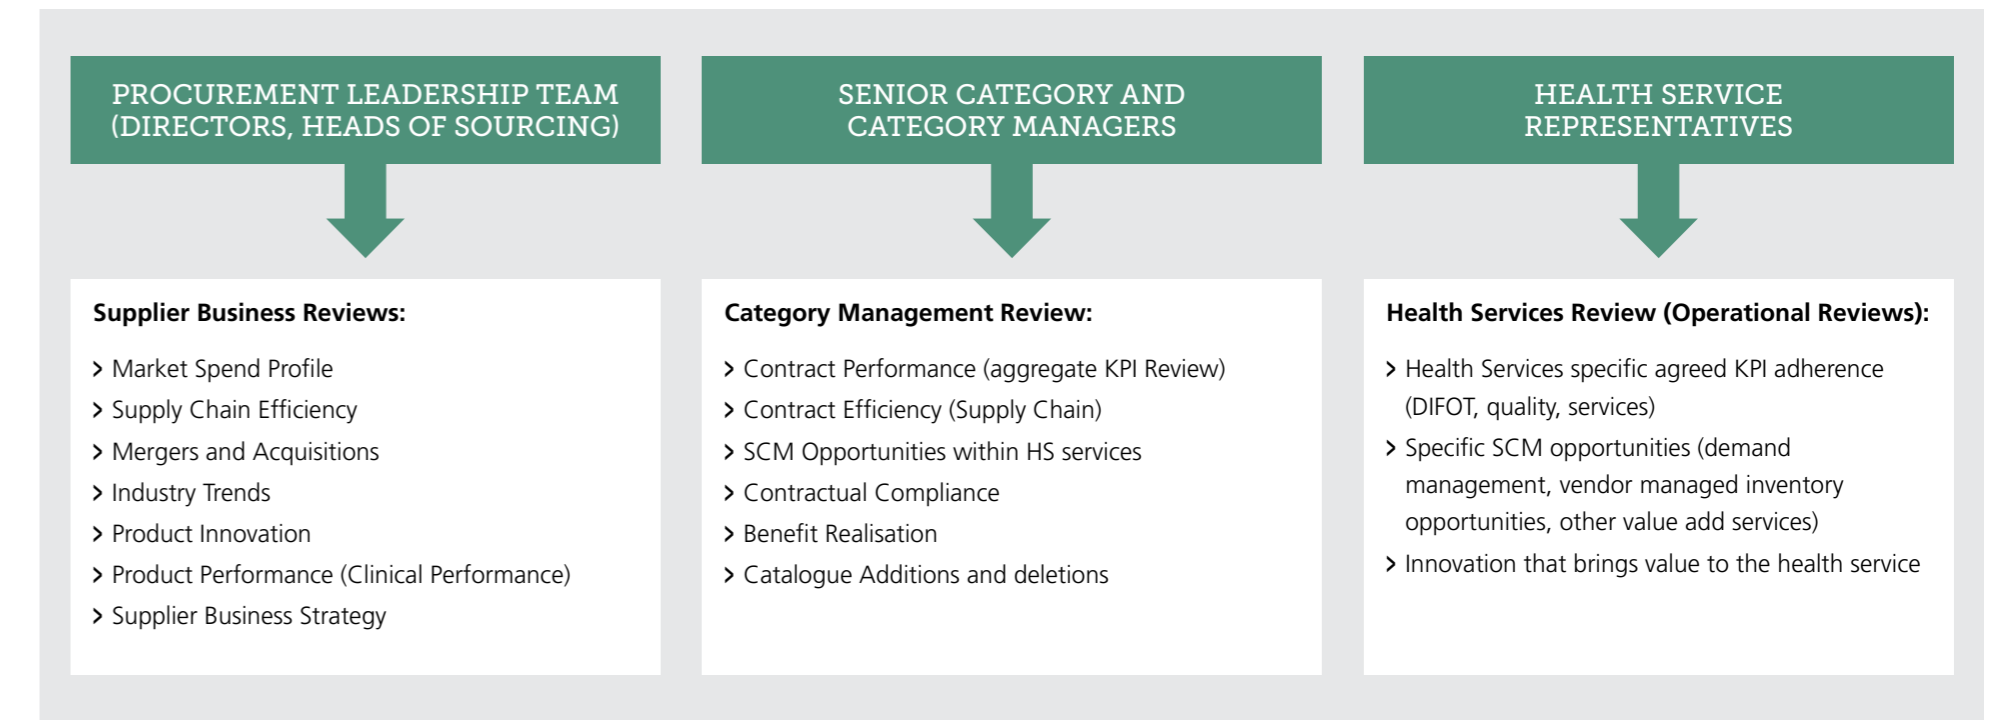 PROCUREMENT LEADERSHIP TEAM
(DIRECTORS, HEADS OF SOURCING)
Supplier Business Reviews:
> Market Spend Profile
> Supply Chain Efficiency
> Mergers and Acquisitions
> Industry Trends
> Product Innovation
> Product Performance (Clinical Performance)
> Supplier Business Strategy
SENIOR CATEGORY AND
CATEGORY MANAGERS
Category Management Review:
> Contract Performance (aggregate KPI Review)
> Contract Efficiency (Supply Chain)
> SCM Opportunities within HS services
> Contractual Compliance
> Benefit Realisation
> Catalogue Additions and deletions
HEALTH SERVICE
REPRESENTATIVES
Health Services Review (Operational Reviews):
> Health Services specific agreed KPI adherence
(DIFOT, quality, services)
> Specific SCM opportunities (demand
management, vendor managed inventory
opportunities, other value add services)
> Innovation that brings value to the health service